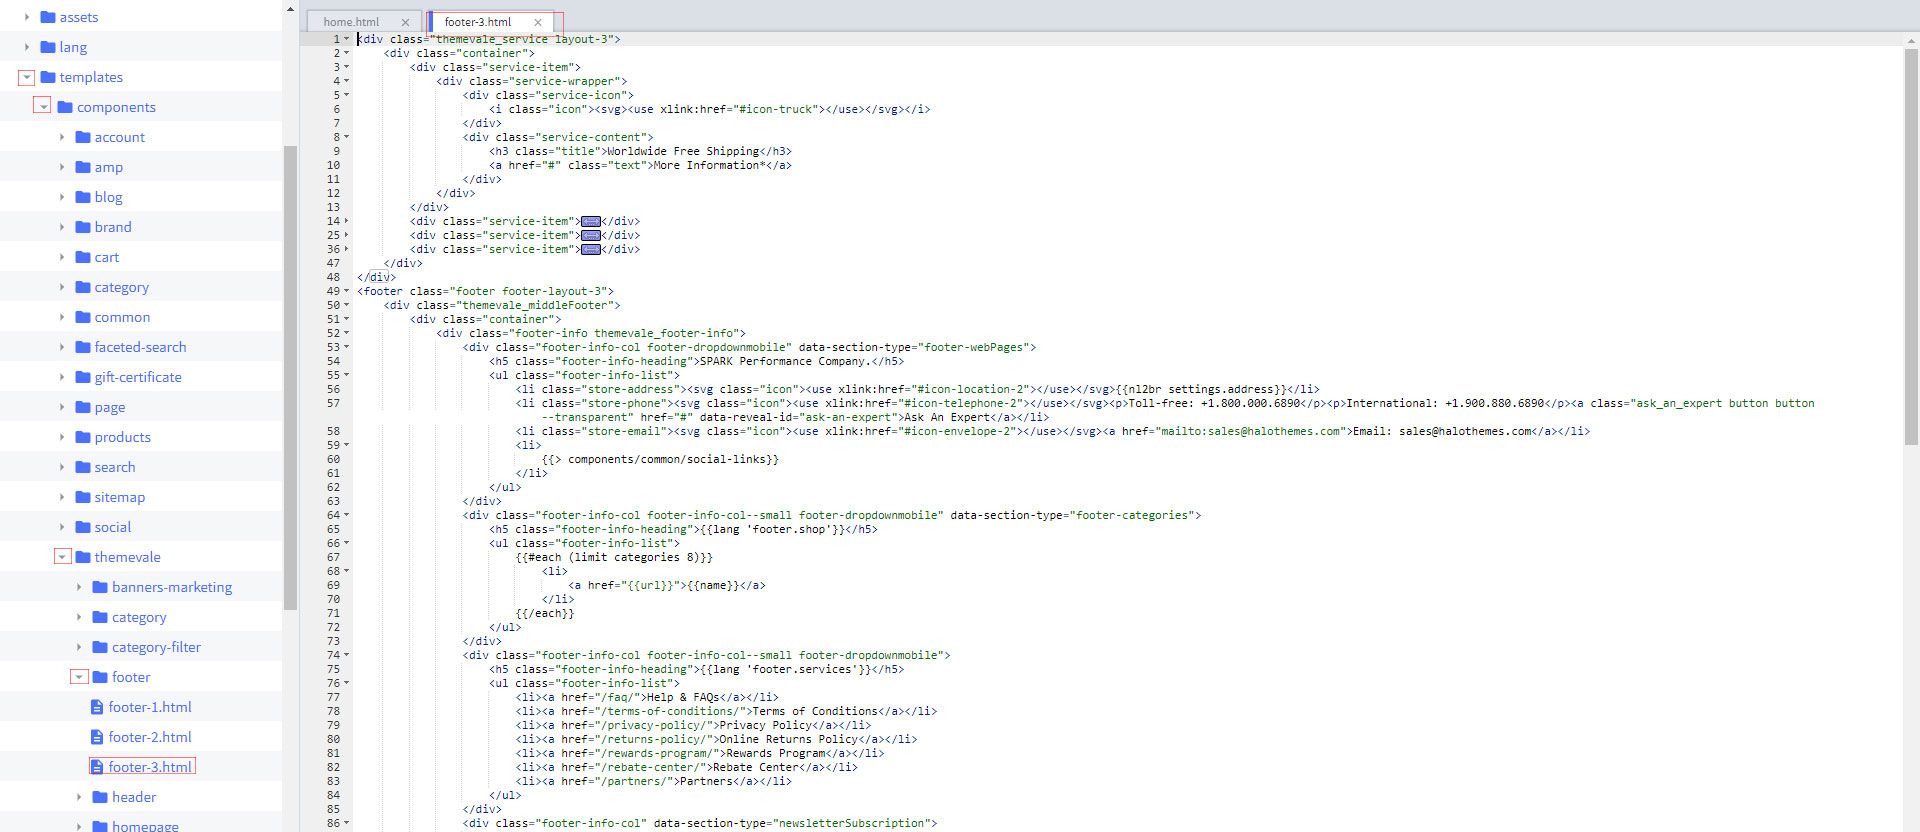 assets
lang
templates
components
account
amp
blog
brand
cart
category
common
faceted-search
gift-certificate
page
products
search
sitemap
social
themevale
banners-marketing
category
category-filter
footer
footer-1.html
footer-2.html
footer-3.html
header
homepage
home.html ×
footer-3.html ×
1 <div class="themevale_service layout-3">
2 <div class="container">
3 <div class="service-item">
4 <div class="service-wrapper">
5 <div class="service-icon">
6 <i class="icon"><svg><use xlink:href="#icon-truck"></use></svg></i>
7 </div>
8 <div class="service-content">
9 <h3 class="title">Worldwide Free Shipping</h3>
10 <a href="#" class="text">More Information*</a>
11 </div>
12 </div>
13 </div>
14 <div class="service-item"></div>
25 <div class="service-item"></div>
36 <div class="service-item"></div>
47 </div>
48 </div>
49 <footer class="footer footer-layout-3">
50 <div class="themevale_middleFooter">
51 <div class="container">
52 <div class="footer-info themevale_footer-info">
53 <div class="footer-info-col footer-dropdownmobile" data-section-type="footer-webPages">
54 <h5 class="footer-info-heading">SPARK Performance Company.</h5>
55 <ul class="footer-info-list">
56 <li class="store-address"><svg class="icon"><use xlink:href="#icon-location-2"></use></svg>{{nl2br settings.address}}</li>
57 <li class="store-phone"><svg class="icon"><use xlink:href="#icon-telephone-2"></use></svg><p>Toll-free: +1.800.000.6890</p><p>International: +1.900.880.6890</p><a class="ask_an_expert button button
--transparent" href="#" data-reveal-id="ask-an-expert">Ask An Expert</a></li>
58 <li class="store-email"><svg class="icon"><use xlink:href="#icon-envelope-2"></use></svg><a href="mailto:sales@halothemes.com">Email: sales@halothemes.com</a></li>
59 <li>
60 {{> components/common/social-links}}
61 </li>
62 </ul>
63 </div>
64 <div class="footer-info-col footer-info-col--small footer-dropdownmobile" data-section-type="footer-categories">
65 <h5 class="footer-info-heading">{{lang 'footer.shop'}}</h5>
66 <ul class="footer-info-list">
67 {{#each (limit categories 8)}}
68 <li>
69 <a href="{{url}}">{{name}}</a>
70 </li>
71 {{/each}}
72 </ul>
73 </div>
74 <div class="footer-info-col footer-info-col--small footer-dropdownmobile">
75 <h5 class="footer-info-heading">{{lang 'footer.services'}}</h5>
76 <ul class="footer-info-list">
77 <li><a href="/faq/">Help & FAQs</a></li>
78 <li><a href="/terms-of-conditions/">Terms of Conditions</a></li>
79 <li><a href="/privacy-policy/">Privacy Policy</a></li>
80 <li><a href="/returns-policy/">Online Returns Policy</a></li>
81 <li><a href="/rewards-program/">Rewards Program</a></li>
82 <li><a href="/rebate-center/">Rebate Center</a></li>
83 <li><a href="/partners/">Partners</a></li>
84 </ul>
85 </div>
86 <div class="footer-info-col" data-section-type="newsletterSubscription">